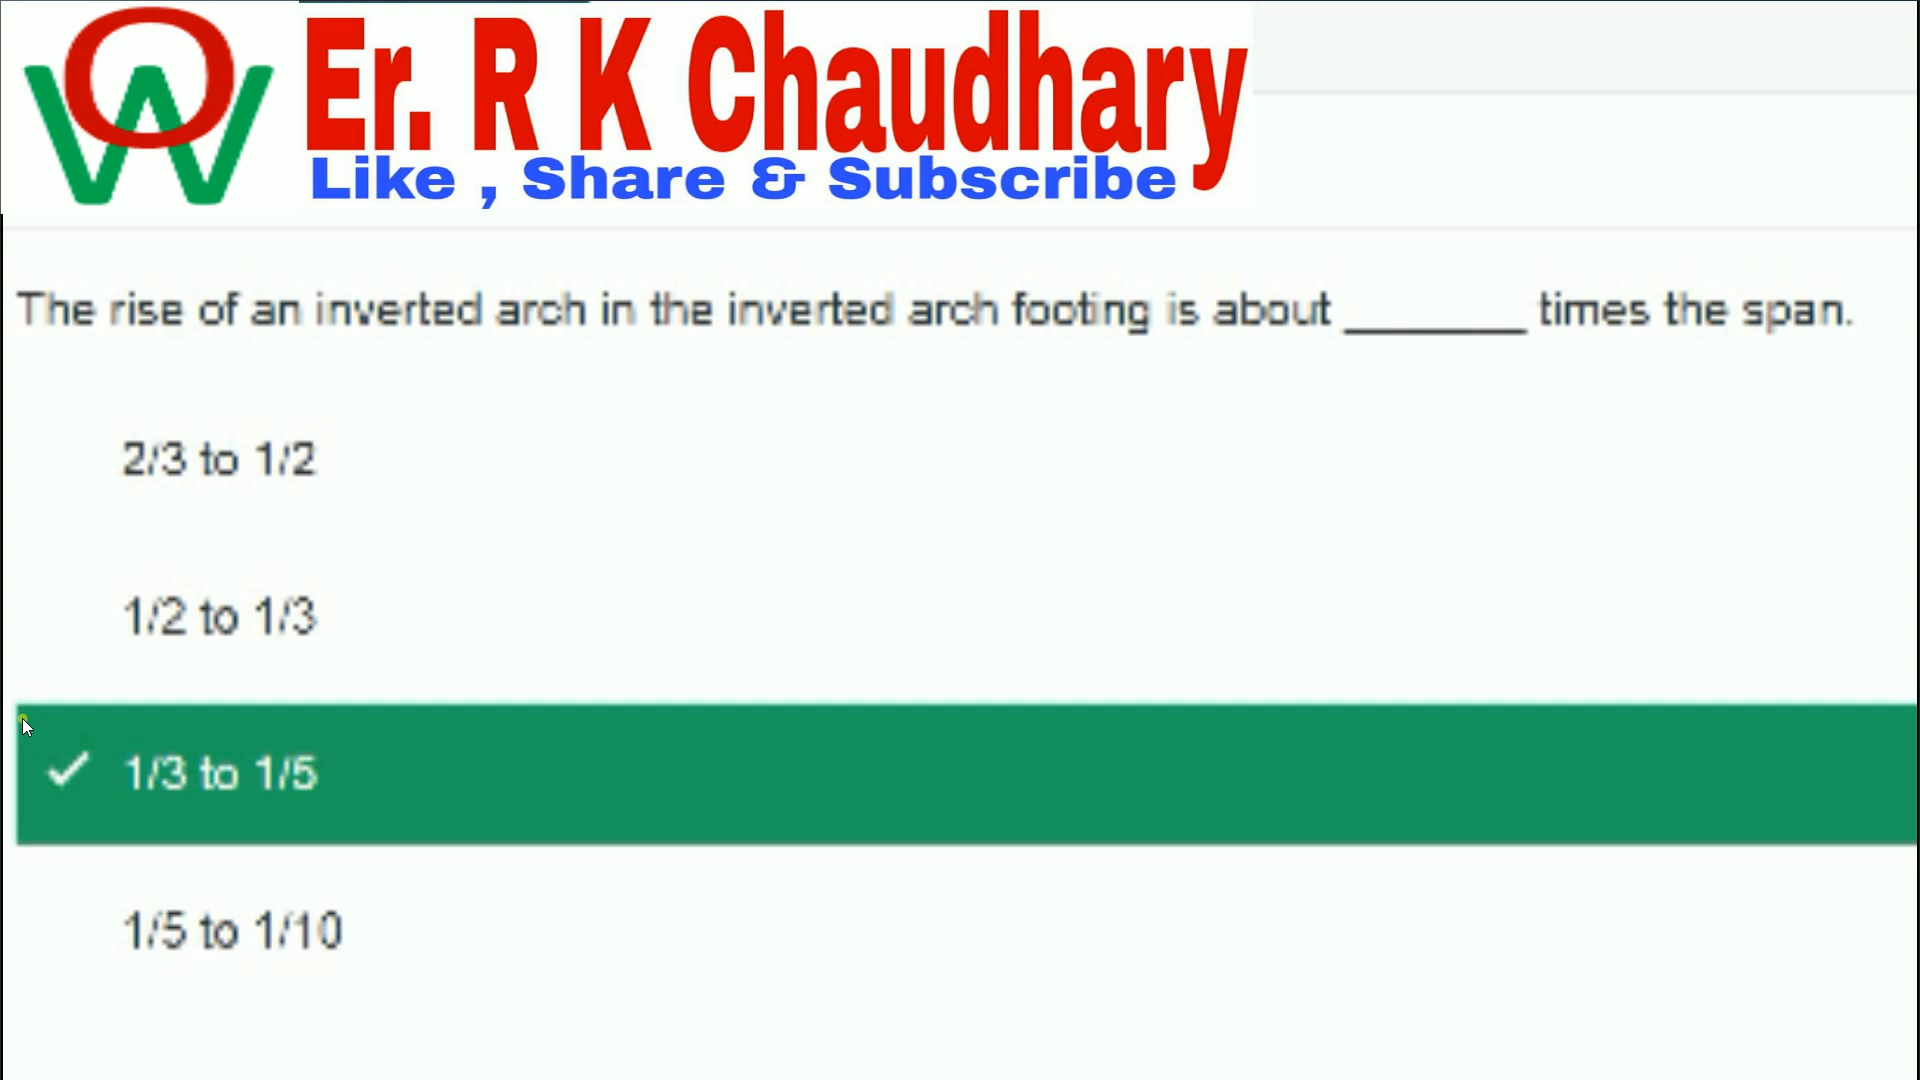 Er. R K Chaudhary
Like , Share & Subscribe
The rise of an inverted arch in the inverted arch footing is about ________ times the span.
2/3 to 1/2
1/2 to 1/3
1/3 to 1/5
1/5 to 1/10